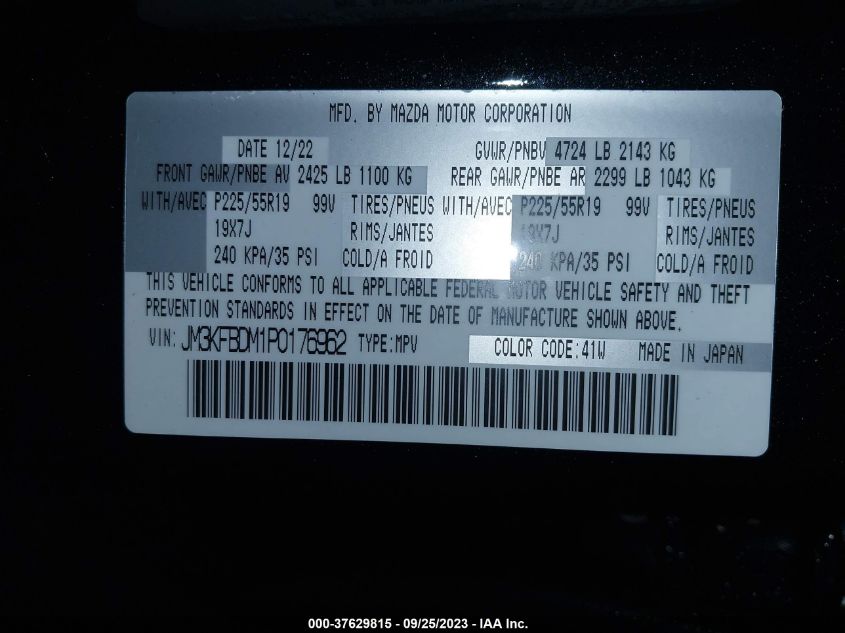 MFD. BY MAZDA MOTOR CORPORATION
DATE 12/22 GVWR/PNBV 4724 LB 2143 KG
FRONT GAWR/PNBE AV 2425 LB 1100 KG REAR GAWR/PNBE AR 2299 LB 1043 KG
WITH/AVEC P225/55R19 99V TIRES/PNEUS WITH/AVEC P225/55R19 99V TIRES/PNEUS
19X7J RIMS/JANTES 19X7J RIMS/JANTES
240 KPA/35 PSI COLD/A FROID 240 KPA/35 PSI COLD/A FROID
THIS VEHICLE CONFORMS TO ALL APPLICABLE FEDERAL MOTOR VEHICLE SAFETY AND THEFT
PREVENTION STANDARDS IN EFFECT ON THE DATE OF MANUFACTURE SHOWN ABOVE.
VIN: JM3KFBDM1P0176962 TYPE:MPV COLOR CODE:41W MADE IN JAPAN
000-37629815 - 09/25/2023 - IAA Inc.